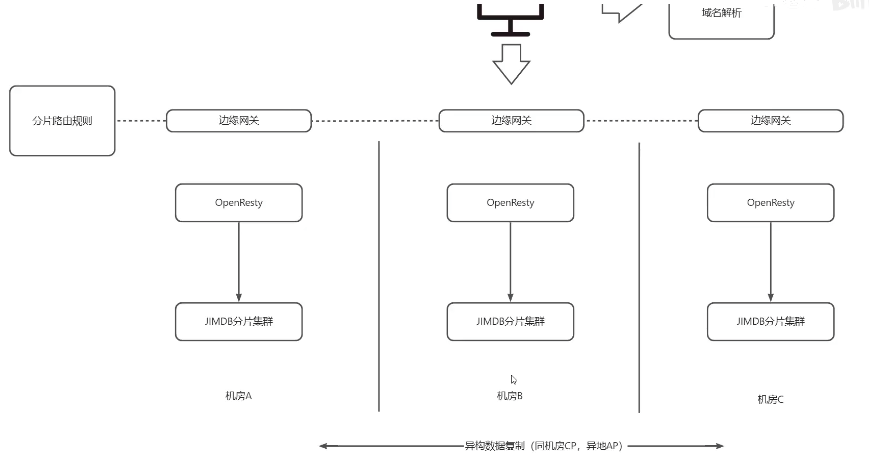 域名解析
分片路由规则
边缘网关
边缘网关
边缘网关
OpenResty
OpenResty
OpenResty
JIMDB分片集群
JIMDB分片集群
JIMDB分片集群
机房A
机房B
机房C
异构数据复制（同机房CP，异地AP）